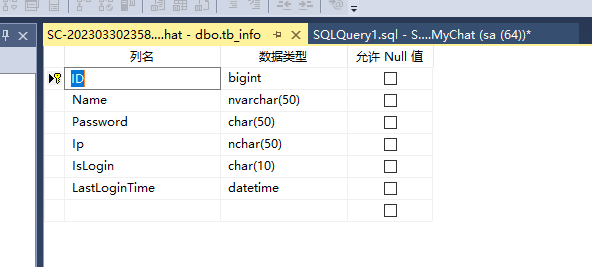 SC-202303302358....hat - dbo.tb_info
SQLQuery1.sql - S....MyChat (sa (64))*
列名 数据类型 允许 Null 值
ID bigint
Name nvarchar(50)
Password char(50)
Ip nchar(50)
IsLogin char(10)
LastLoginTime datetime